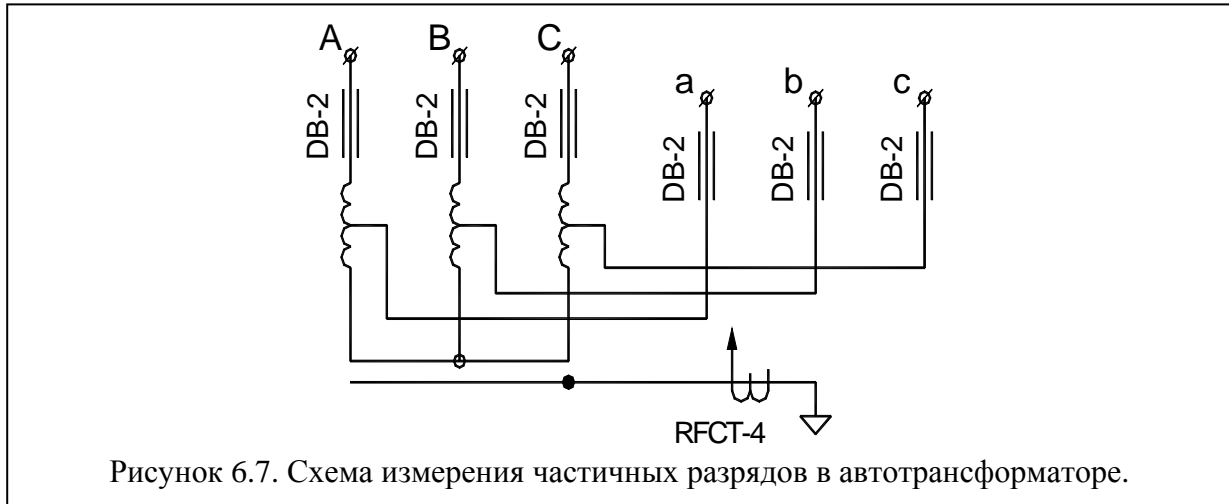 A B C
a b c
DB-2 DB-2 DB-2
DB-2 DB-2 DB-2
RFCT-4
Рисунок 6.7. Схема измерения частичных разрядов в автотрансформаторе.